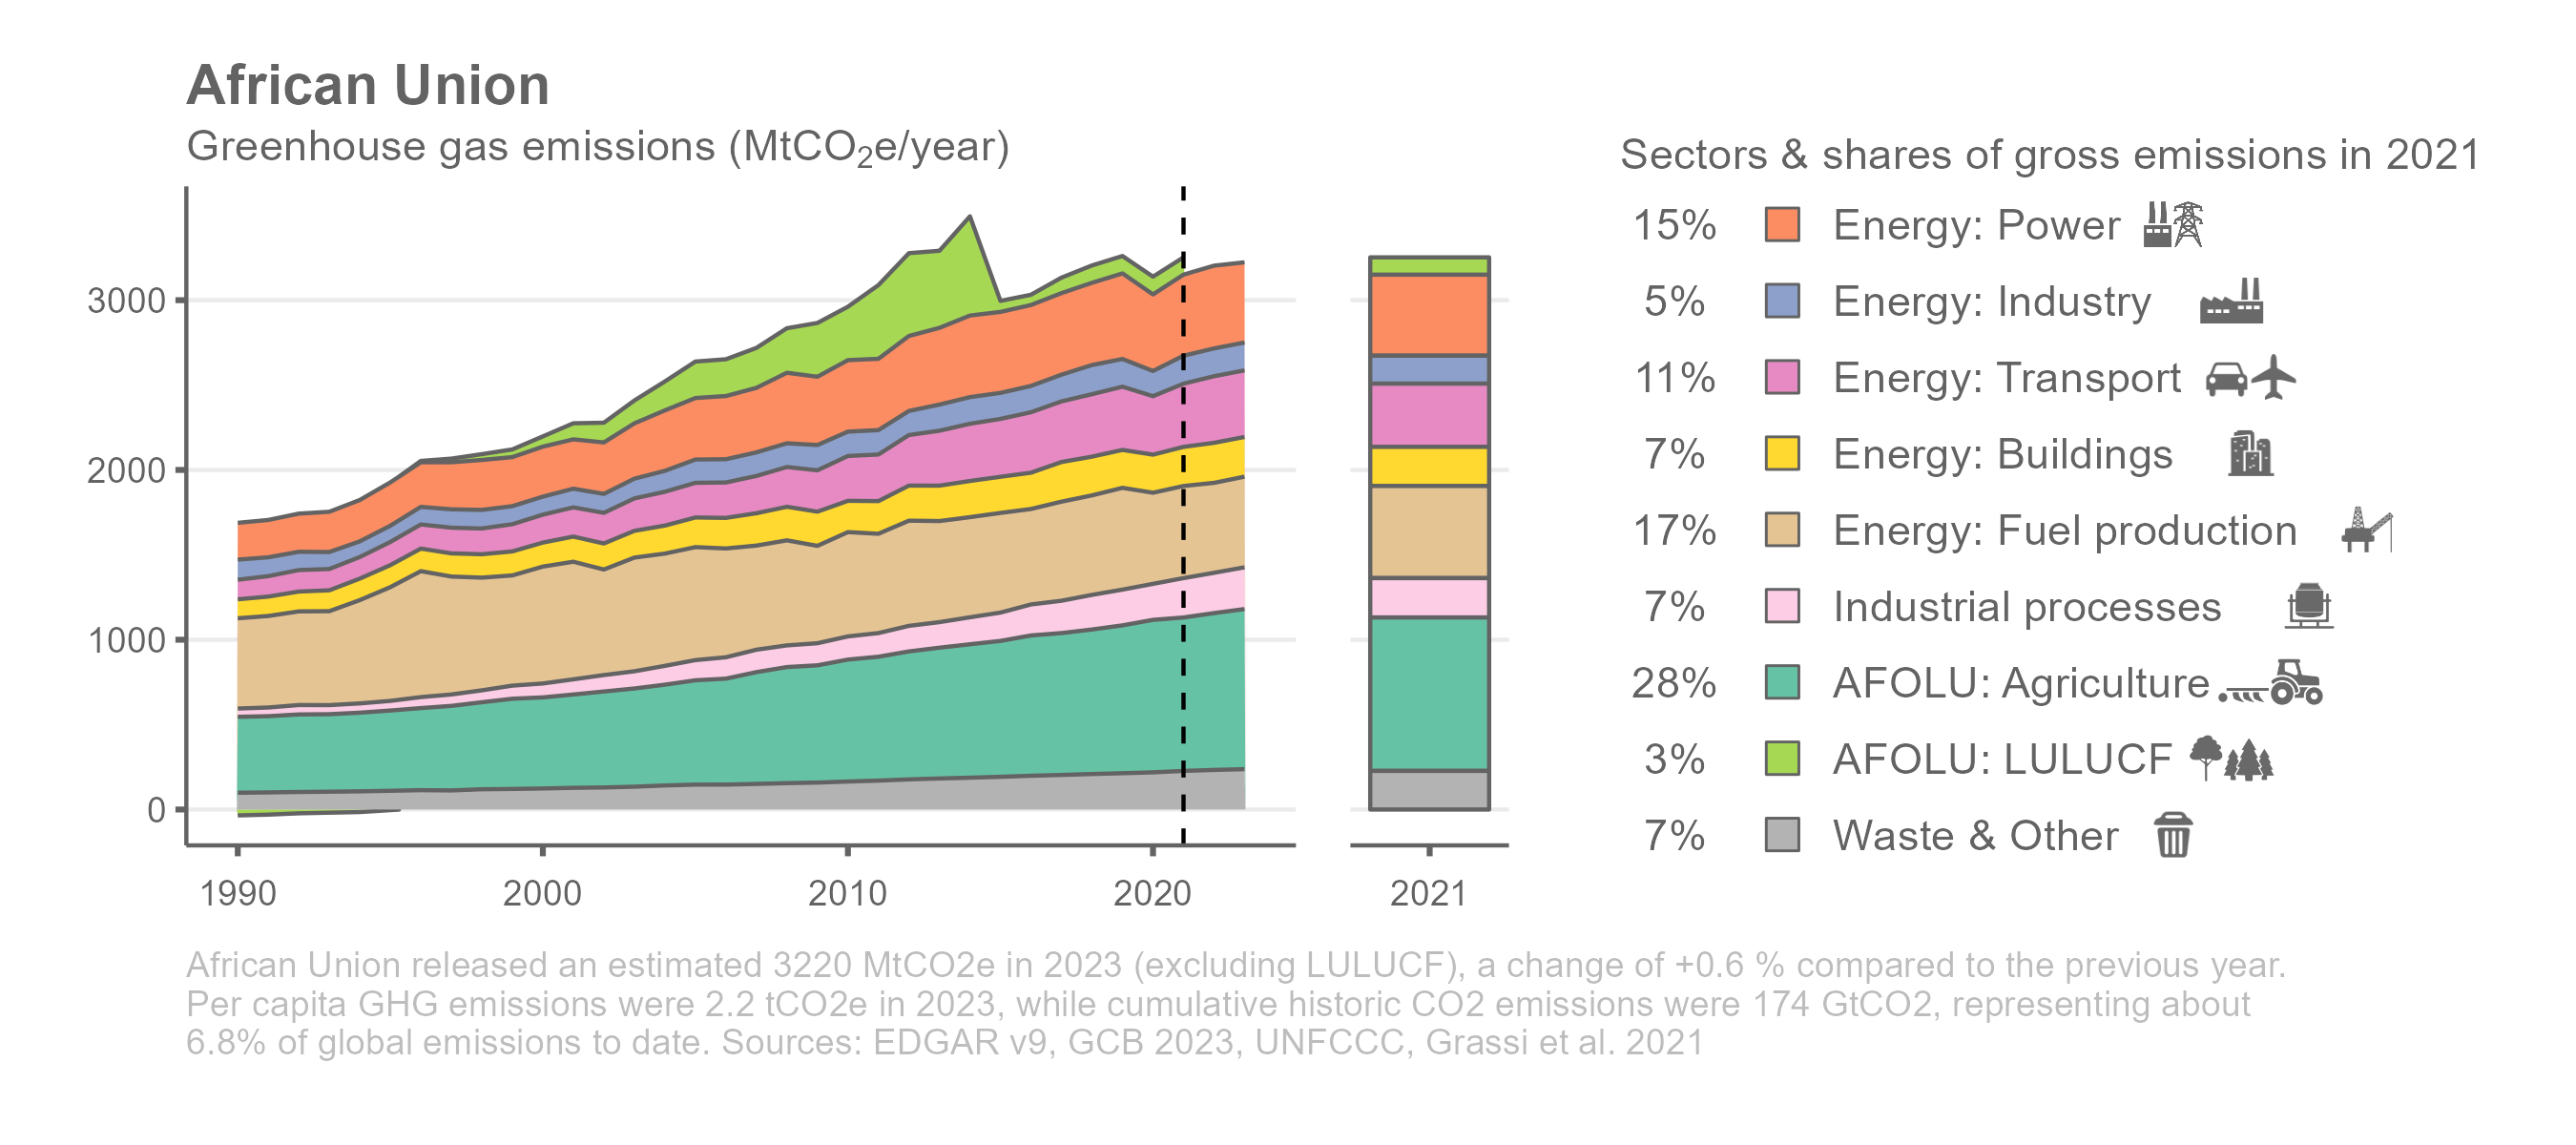 African Union
Greenhouse gas emissions (MtCO₂e/year)
3000
2000
1000
0
1990
2000
2010
2020
2021
Sectors & shares of gross emissions in 2021
15% Energy: Power
5% Energy: Industry
11% Energy: Transport
7% Energy: Buildings
17% Energy: Fuel production
7% Industrial processes
28% AFOLU: Agriculture
3% AFOLU: LULUCF
7% Waste & Other
African Union released an estimated 3220 MtCO2e in 2023 (excluding LULUCF), a change of +0.6 % compared to the previous year.
Per capita GHG emissions were 2.2 tCO2e in 2023, while cumulative historic CO2 emissions were 174 GtCO2, representing about
6.8% of global emissions to date. Sources: EDGAR v9, GCB 2023, UNFCCC, Grassi et al. 2021